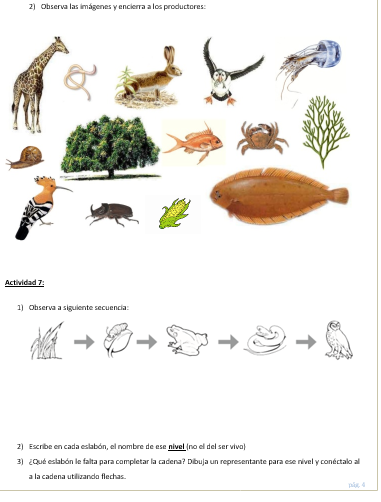 2) Observa las imágenes y encierra a los productores:
Actividad 7:
1) Observa a siguiente secuencia:
2) Escribe en cada eslabón, el nombre de ese nivel (no el del ser vivo)
3) ¿Qué eslabón le falta para completar la cadena? Dibuja un representante para ese nivel y conéctalo al
a la cadena utilizando flechas.
pág. 4